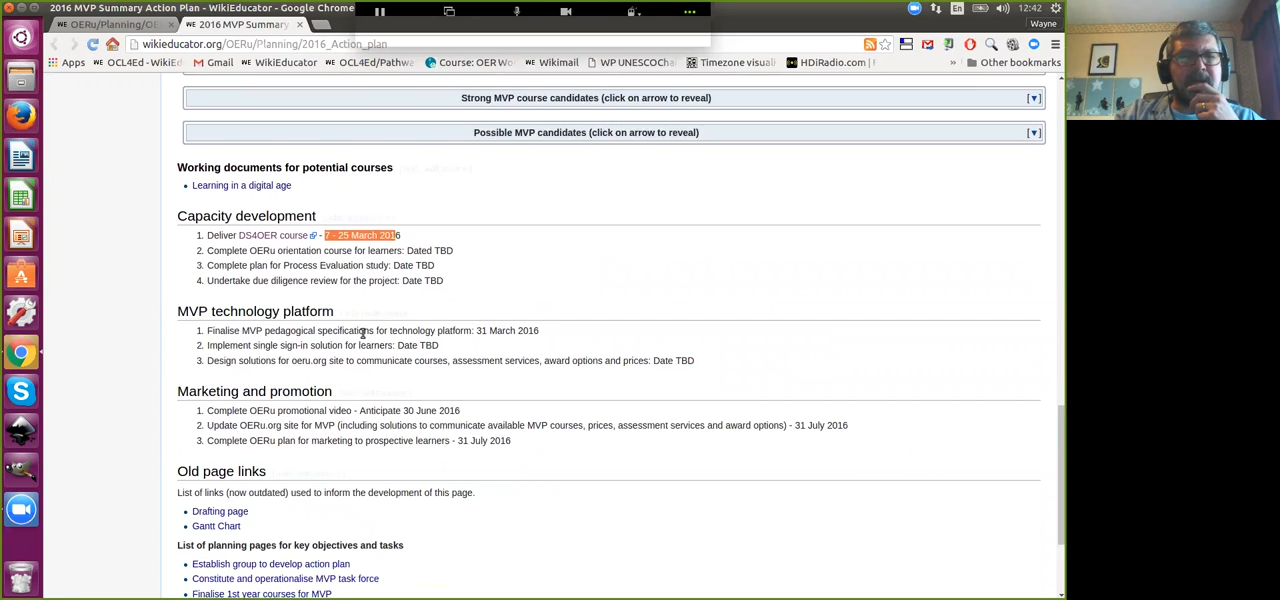 2016 MVP Summary Action Plan - WikiEducator - Google Chrome
En
12:42
OERu/Planning/OE
2016 MVP Summary
Wayne
wikieducator.org/OERu/Planning/2016_Action_plan
Apps
OCL4Ed - WikiEd
Gmail
WikiEducator
OCL4Ed/Pathw
Course: OER Wo
Wikimail
WP UNESCOCha
Timezone visuali
HDiRadio.com |
»
Other bookmarks
Strong MVP course candidates (click on arrow to reveal)
[▼]
Possible MVP candidates (click on arrow to reveal)
[▼]
Working documents for potential courses
• Learning in a digital age
Capacity development
1. Deliver DS4OER course - 7 - 25 March 2016
2. Complete OERu orientation course for learners: Dated TBD
3. Complete plan for Process Evaluation study: Date TBD
4. Undertake due diligence review for the project: Date TBD
MVP technology platform
1. Finalise MVP pedagogical specifications for technology platform: 31 March 2016
2. Implement single sign-in solution for learners: Date TBD
3. Design solutions for oeru.org site to communicate courses, assessment services, award options and prices: Date TBD
Marketing and promotion
1. Complete OERu promotional video - Anticipate 30 June 2016
2. Update OERu.org site for MVP (including solutions to communicate available MVP courses, prices, assessment services and award options) - 31 July 2016
3. Complete OERu plan for marketing to prospective learners - 31 July 2016
Old page links
List of links (now outdated) used to inform the development of this page.
• Drafting page
• Gantt Chart
List of planning pages for key objectives and tasks
• Establish group to develop action plan
• Constitute and operationalise MVP task force
• Finalise 1st year courses for MVP